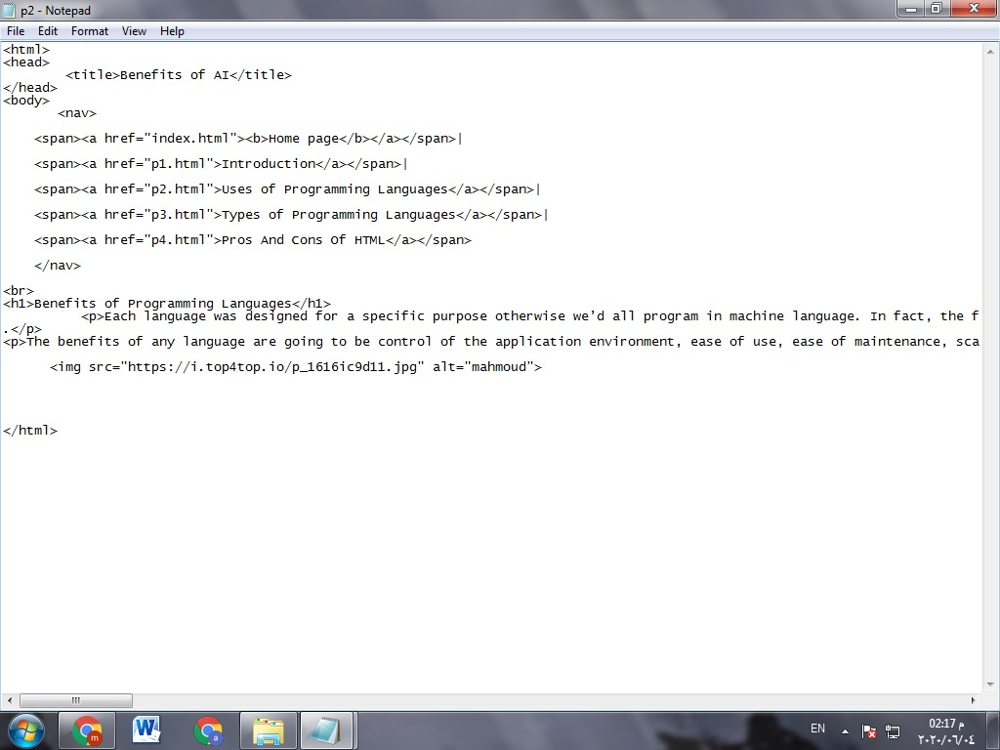 p2 - Notepad
File Edit Format View Help
<html>
<head>
<title>Benefits of AI</title>
</head>
<body>
<nav>
<span><a href="index.html"><b>Home page</b></a></span>|
<span><a href="p1.html">Introduction</a></span>|
<span><a href="p2.html">Uses of Programming Languages</a></span>|
<span><a href="p3.html">Types of Programming Languages</a></span>|
<span><a href="p4.html">Pros And Cons Of HTML</a></span>
</nav>
<br>
<h1>Benefits of Programming Languages</h1>
<p>Each language was designed for a specific purpose otherwise we’d all program in machine language. In fact, the f
.</p>
<p>The benefits of any language are going to be control of the application environment, ease of use, ease of maintenance, sca
<img src="https://i.top4top.io/p_1616ic9d11.jpg" alt="mahmoud">
</html>
EN
02:17 م
٢٠٢٠/٠٦/٠٤